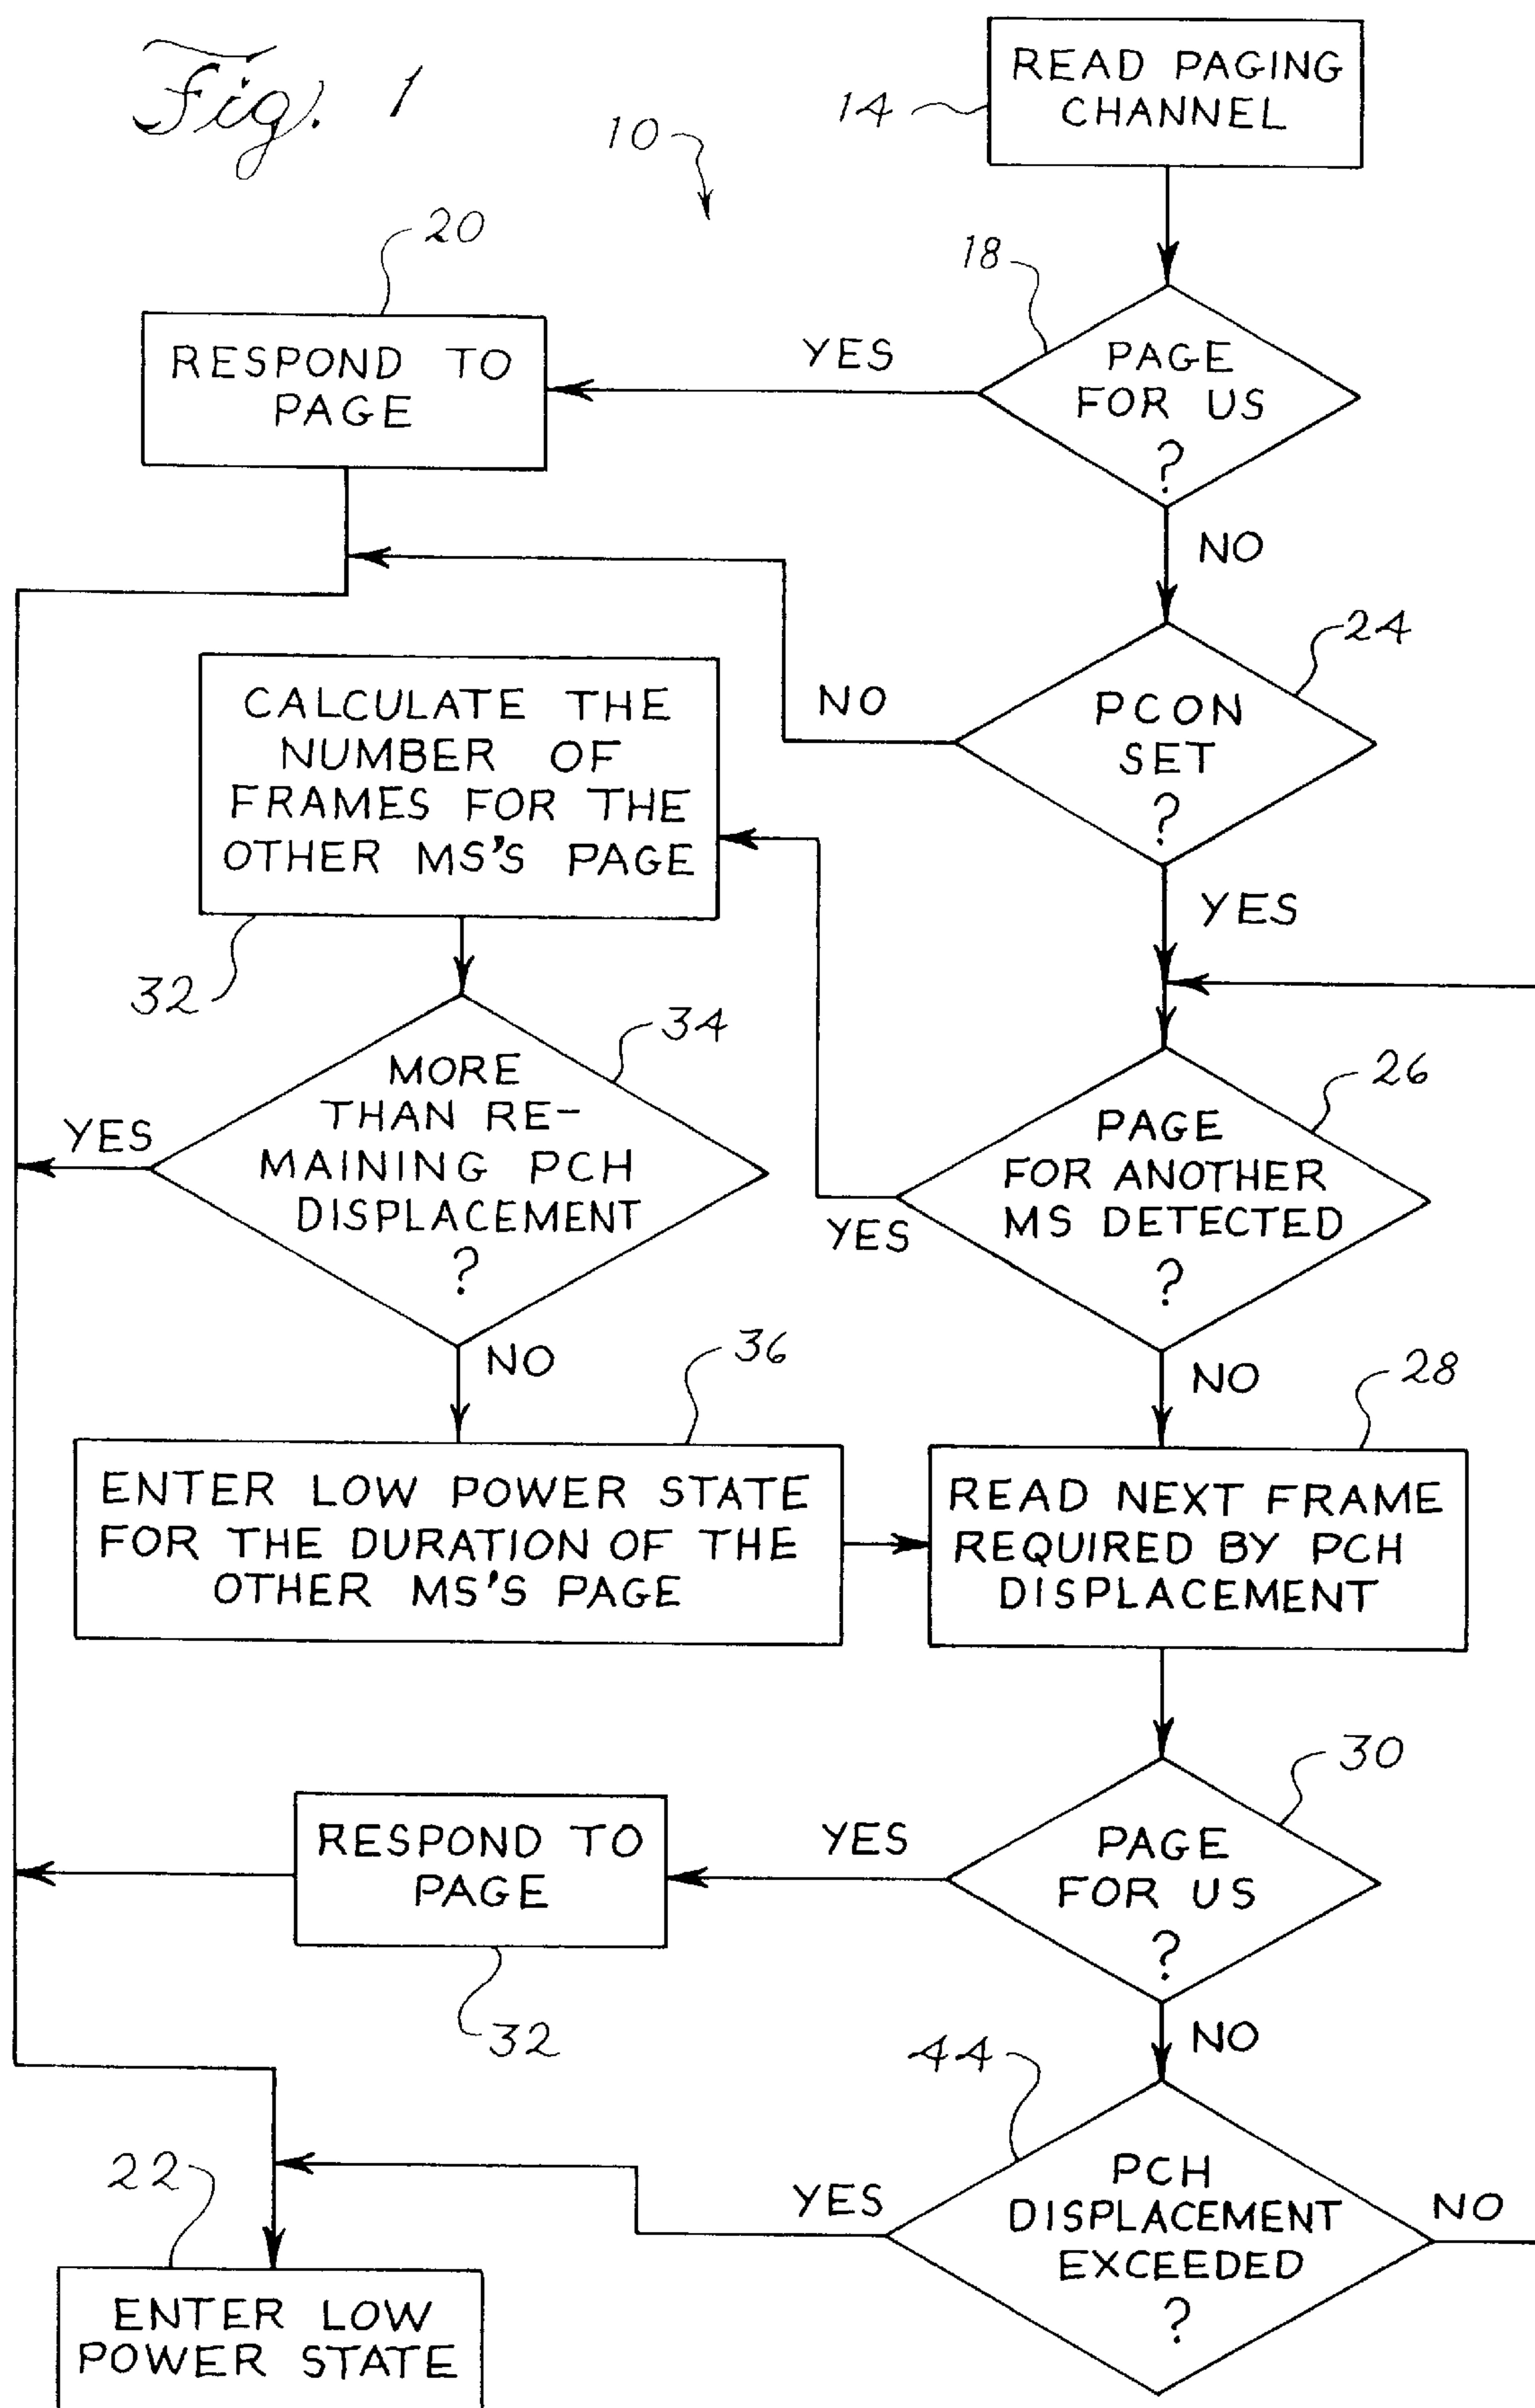 Fig. 1
10
READ PAGING
CHANNEL
14
18
PAGE
FOR US
?
YES
NO
20
RESPOND TO
PAGE
24
PCON
SET
?
NO
YES
CALCULATE THE
NUMBER OF
FRAMES FOR THE
OTHER MS'S PAGE
32
34
MORE
THAN RE-
MAINING PCH
DISPLACEMENT
?
YES
NO
26
PAGE
FOR ANOTHER
MS DETECTED
?
YES
NO
36
ENTER LOW POWER STATE
FOR THE DURATION OF THE
OTHER MS'S PAGE
28
READ NEXT FRAME
REQUIRED BY PCH
DISPLACEMENT
30
PAGE
FOR US
?
YES
NO
RESPOND TO
PAGE
32
44
PCH
DISPLACEMENT
EXCEEDED
?
YES
NO
22
ENTER LOW
POWER STATE